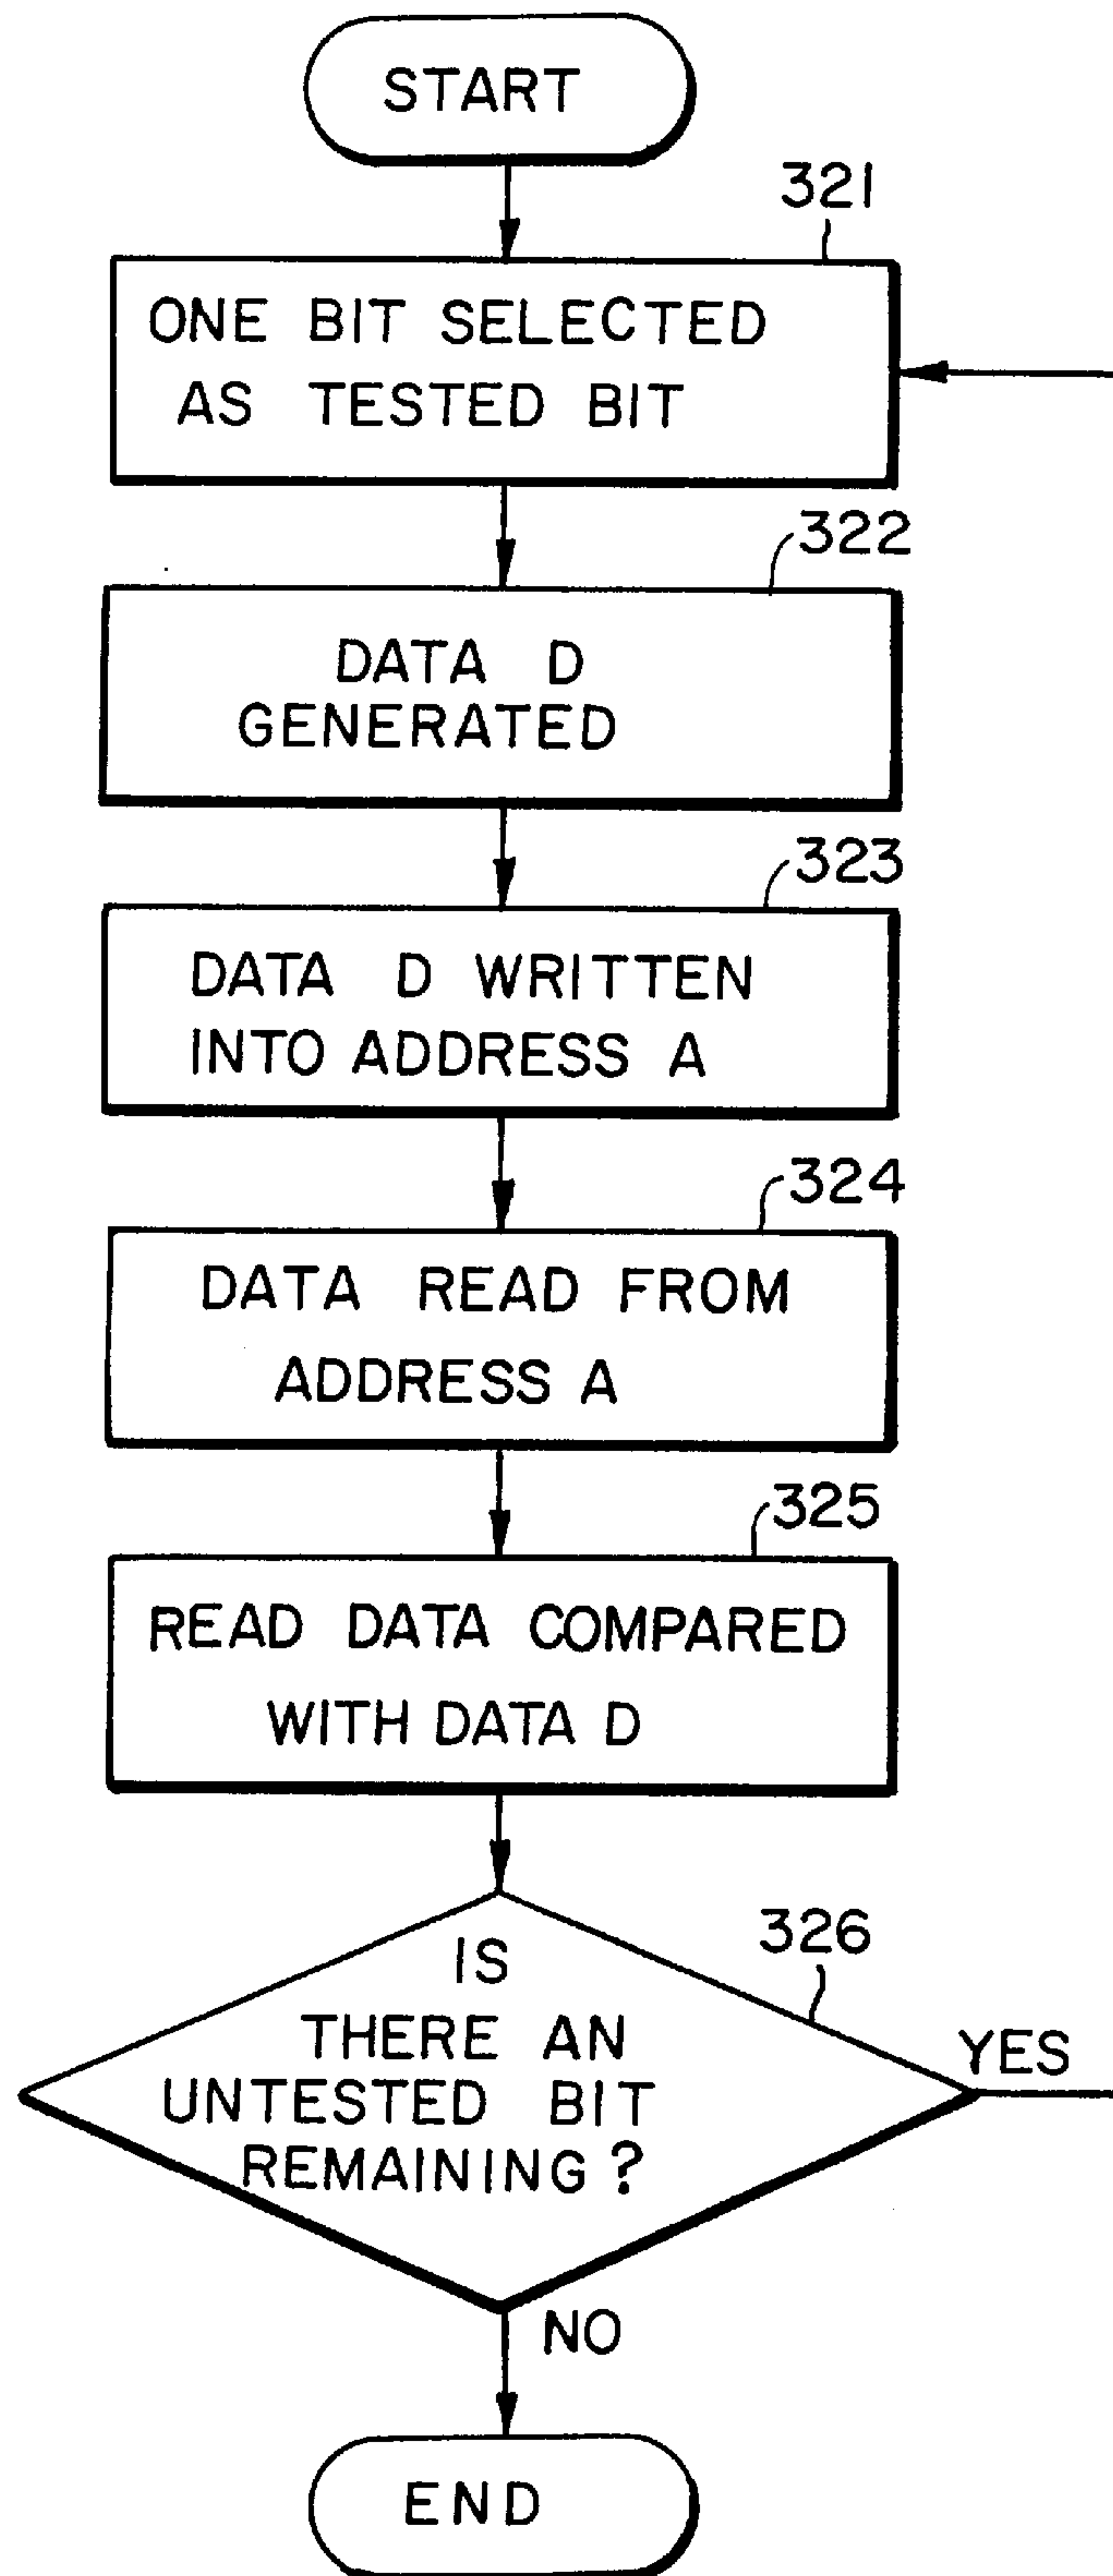 START
321
ONE BIT SELECTED
AS TESTED BIT
322
DATA D
GENERATED
323
DATA D WRITTEN
INTO ADDRESS A
324
DATA READ FROM
ADDRESS A
325
READ DATA COMPARED
WITH DATA D
326
IS
THERE AN
UNTESTED BIT
REMAINING?
YES
NO
END